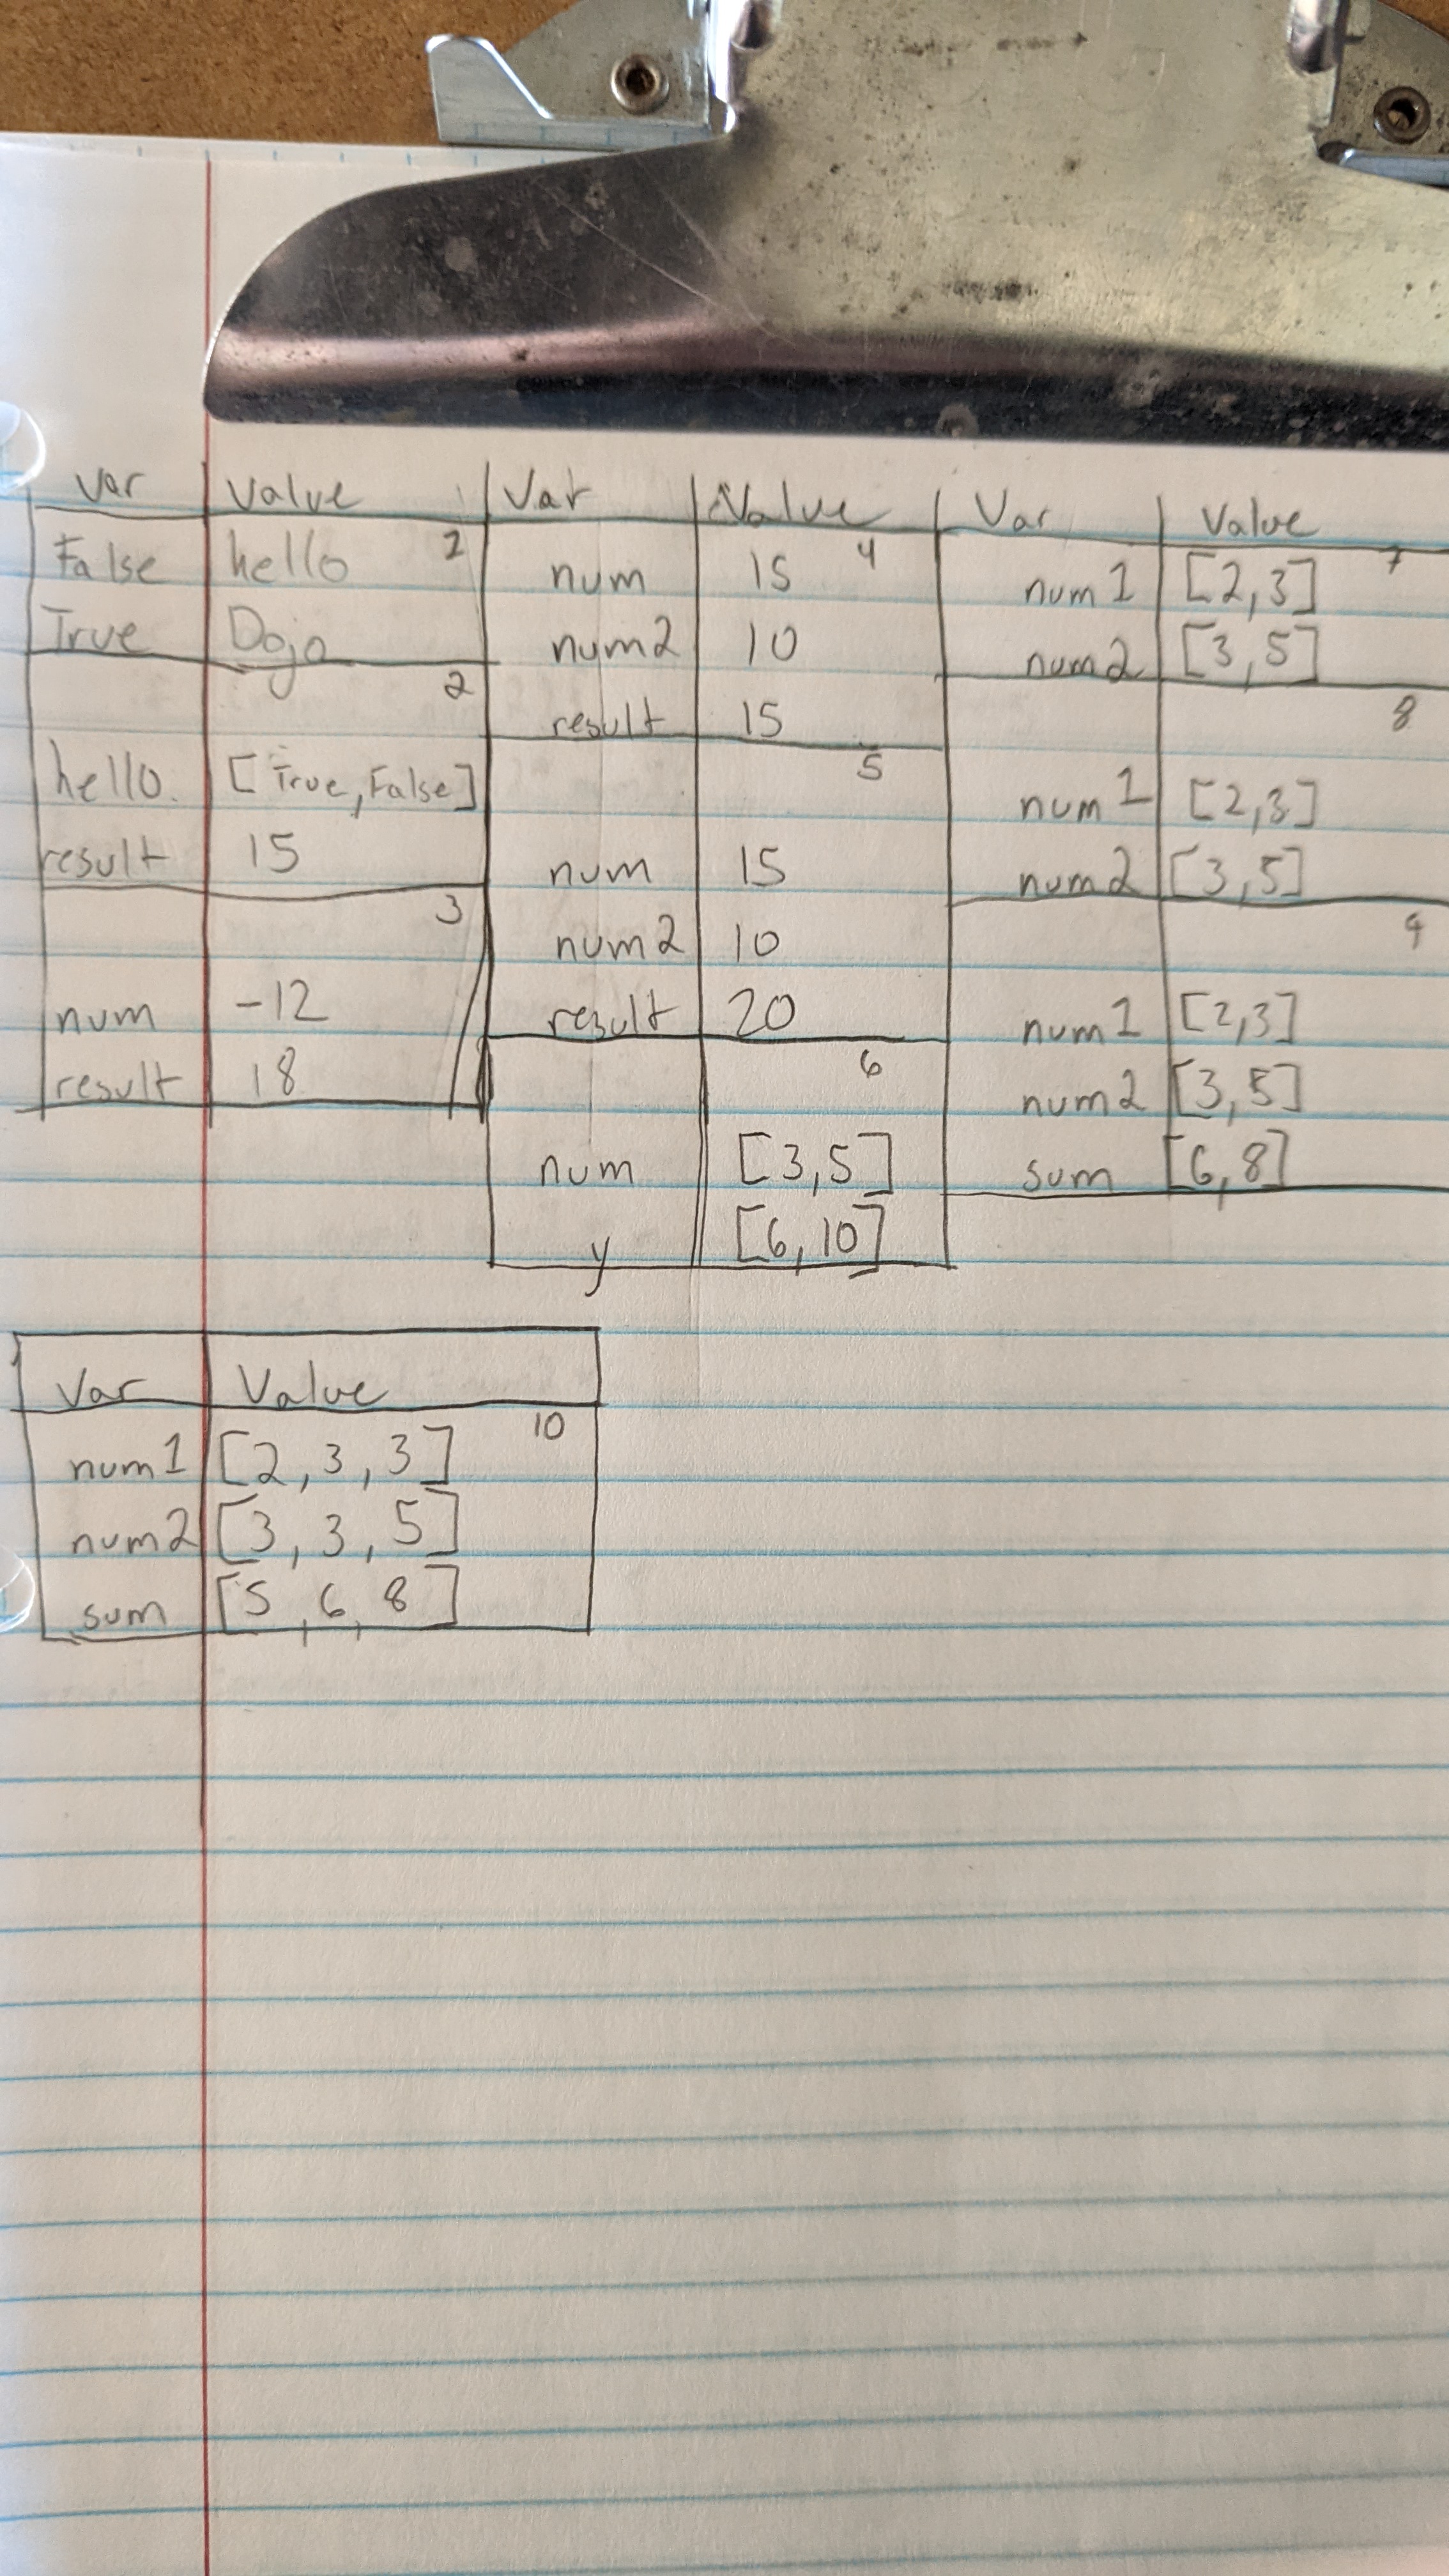 Var Value
1
False hello
True Dojo
2
hello. [True, False]
result 15
3
num -12
result 18
Var Value
4
num 15
num2 10
result 15
5
num 15
num2 10
result 20
6
num [3,5]
y [6,10]
Var Value
7
num1 [2,3]
num2 [3,5]
8
num1 [2,3]
num2 [3,5]
9
num1 [2,3]
num2 [3,5]
sum [6,8]
Var Value
10
num1 [2,3,3]
num2 [3,3,5]
sum [5,6,8]